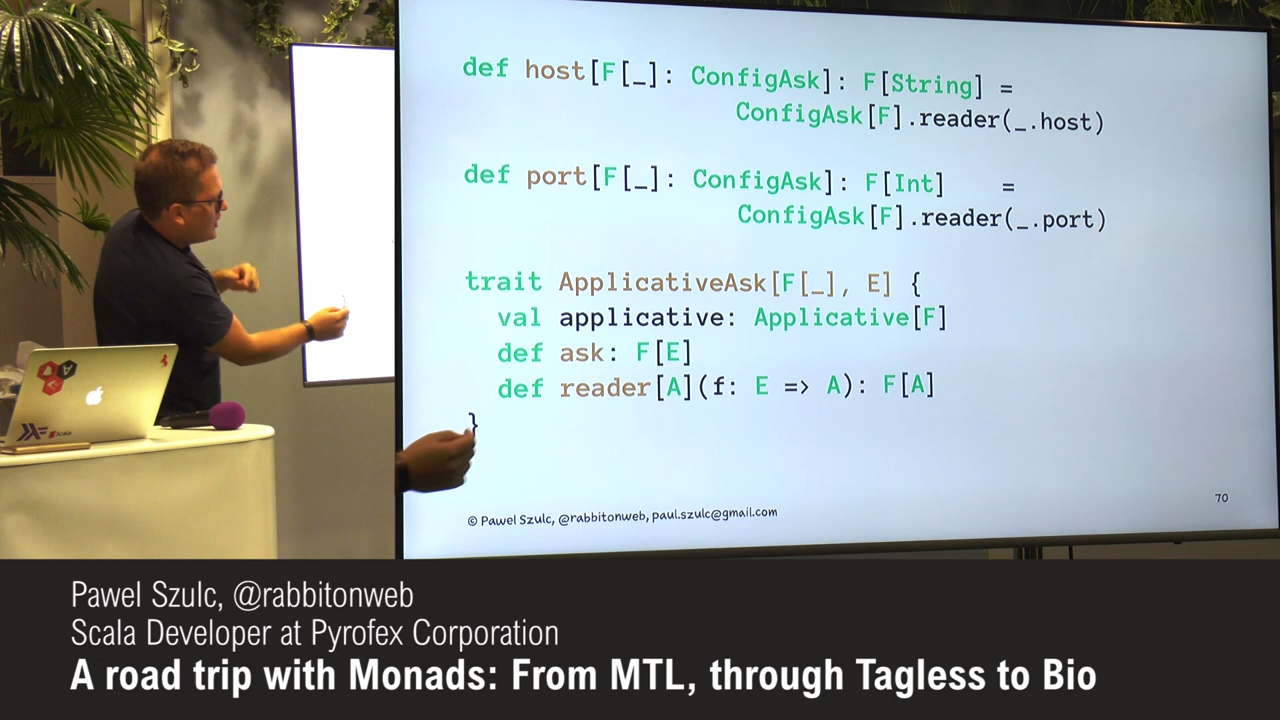 def host[F[_]: ConfigAsk]: F[String] =
ConfigAsk[F].reader(_.host)
def port[F[_]: ConfigAsk]: F[Int] =
ConfigAsk[F].reader(_.port)
trait ApplicativeAsk[F[_], E] {
val applicative: Applicative[F]
def ask: F[E]
def reader[A](f: E => A): F[A]
}
70
© Pawel Szulc, @rabbitonweb, paul.szulc@gmail.com
Scala
Pawel Szulc, @rabbitonweb
Scala Developer at Pyrofex Corporation
A road trip with Monads: From MTL, through Tagless to Bio